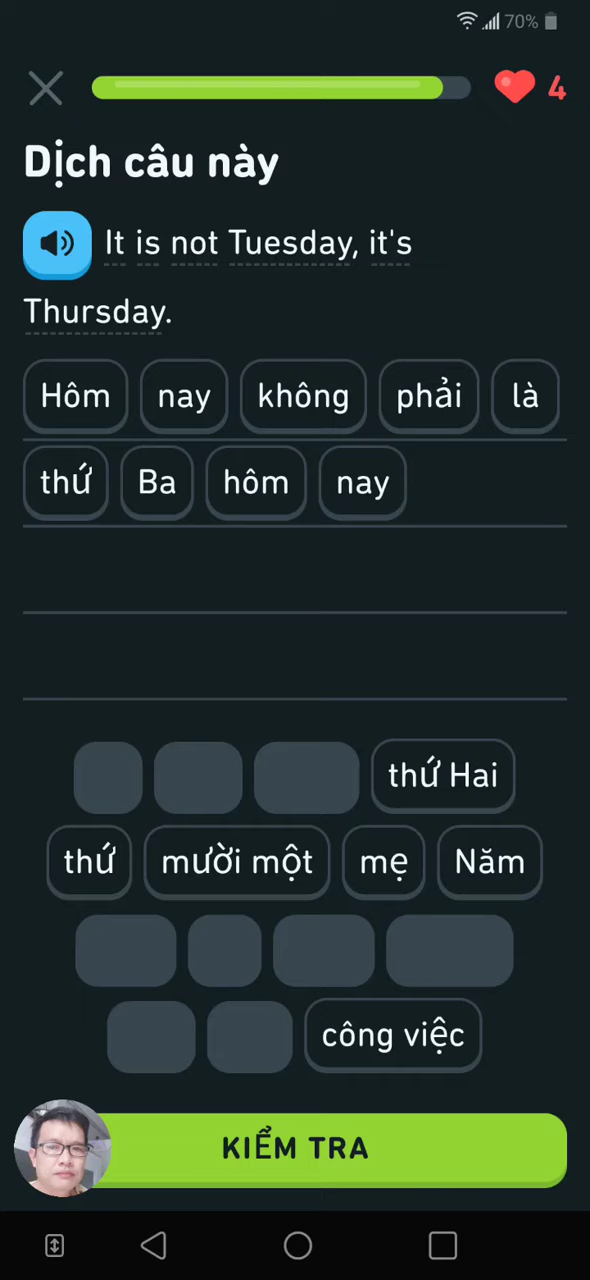 70%
4
Dịch câu này
It is not Tuesday, it's
Thursday.
Hôm nay không phải là
thứ Ba hôm nay
thứ Hai
thứ mười một mẹ Năm
công việc
KIỂM TRA